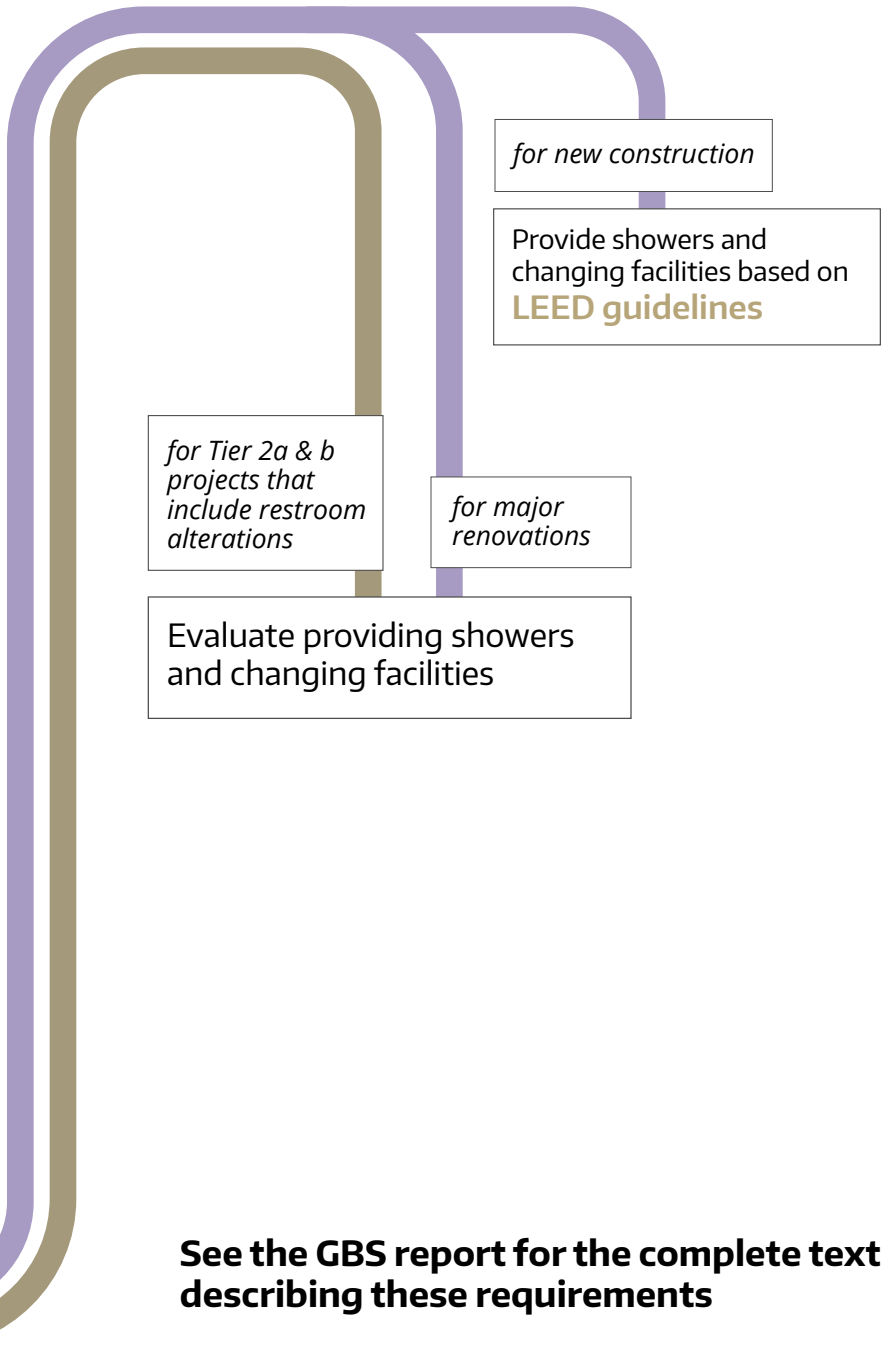 for new construction
Provide showers and
changing facilities based on
LEED guidelines
for Tier 2a & b
projects that
include restroom
alterations
for major
renovations
Evaluate providing showers
and changing facilities
See the GBS report for the complete text
describing these requirements